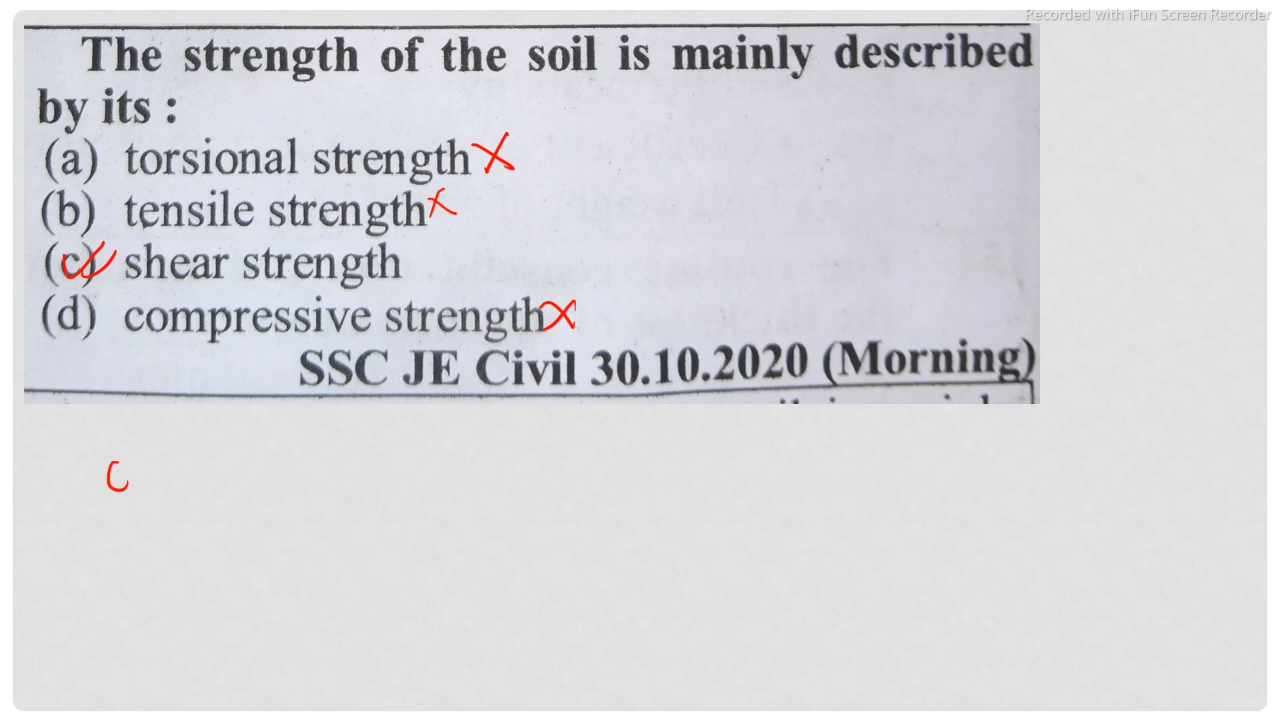 Recorded with iFun Screen Recorder
The strength of the soil is mainly described
by its :
(a) torsional strength
(b) tensile strength
(c) shear strength
(d) compressive strength
SSC JE Civil 30.10.2020 (Morning)
C